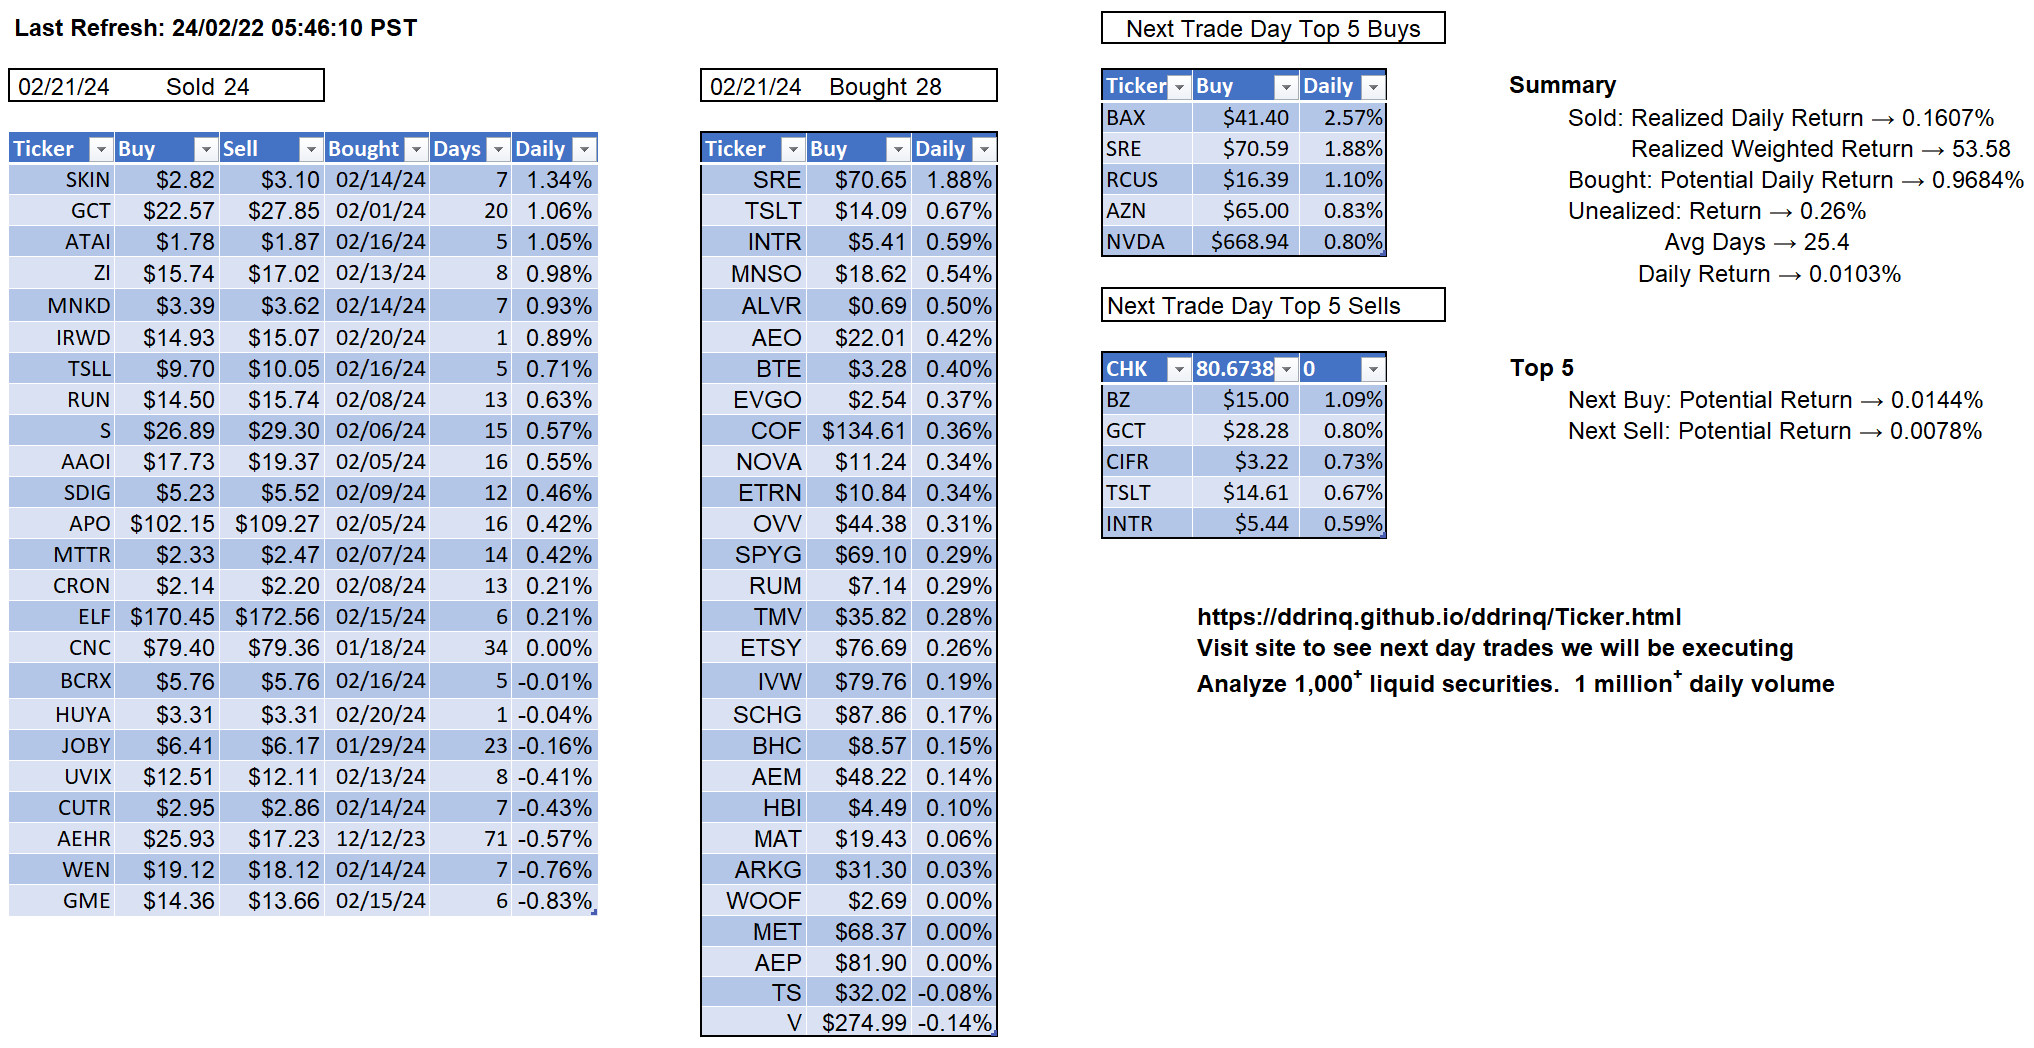 Last Refresh: 24/02/22 05:46:10 PST
02/21/24 Sold 24
Ticker Buy Sell Bought Days Daily
SKIN $2.82 $3.10 02/14/24 7 1.34%
GCT $22.57 $27.85 02/01/24 20 1.06%
ATAI $1.78 $1.87 02/16/24 5 1.05%
ZI $15.74 $17.02 02/13/24 8 0.98%
MNKD $3.39 $3.62 02/14/24 7 0.93%
IRWD $14.93 $15.07 02/20/24 1 0.89%
TSLL $9.70 $10.05 02/16/24 5 0.71%
RUN $14.50 $15.74 02/08/24 13 0.63%
S $26.89 $29.30 02/06/24 15 0.57%
AAOI $17.73 $19.37 02/05/24 16 0.55%
SDIG $5.23 $5.52 02/09/24 12 0.46%
APO $102.15 $109.27 02/05/24 16 0.42%
MTTR $2.33 $2.47 02/07/24 14 0.42%
CRON $2.14 $2.20 02/08/24 13 0.21%
ELF $170.45 $172.56 02/15/24 6 0.21%
CNC $79.40 $79.36 01/18/24 34 0.00%
BCRX $5.76 $5.76 02/16/24 5 -0.01%
HUYA $3.31 $3.31 02/20/24 1 -0.04%
JOBY $6.41 $6.17 01/29/24 23 -0.16%
UVIX $12.51 $12.11 02/13/24 8 -0.41%
CUTR $2.95 $2.86 02/14/24 7 -0.43%
AEHR $25.93 $17.23 12/12/23 71 -0.57%
WEN $19.12 $18.12 02/14/24 7 -0.76%
GME $14.36 $13.66 02/15/24 6 -0.83%
02/21/24 Bought 28
Ticker Buy Daily
SRE $70.65 1.88%
TSLT $14.09 0.67%
INTR $5.41 0.59%
MNSO $18.62 0.54%
ALVR $0.69 0.50%
AEO $22.01 0.42%
BTE $3.28 0.40%
EVGO $2.54 0.37%
COF $134.61 0.36%
NOVA $11.24 0.34%
ETRN $10.84 0.34%
OVV $44.38 0.31%
SPYG $69.10 0.29%
RUM $7.14 0.29%
TMV $35.82 0.28%
ETSY $76.69 0.26%
IVW $79.76 0.19%
SCHG $87.86 0.17%
BHC $8.57 0.15%
AEM $48.22 0.14%
HBI $4.49 0.10%
MAT $19.43 0.06%
ARKG $31.30 0.03%
WOOF $2.69 0.00%
MET $68.37 0.00%
AEP $81.90 0.00%
TS $32.02 -0.08%
V $274.99 -0.14%
Next Trade Day Top 5 Buys
Ticker Buy Daily
BAX $41.40 2.57%
SRE $70.59 1.88%
RCUS $16.39 1.10%
AZN $65.00 0.83%
NVDA $668.94 0.80%
Next Trade Day Top 5 Sells
CHK 80.6738 0
BZ $15.00 1.09%
GCT $28.28 0.80%
CIFR $3.22 0.73%
TSLT $14.61 0.67%
INTR $5.44 0.59%
Summary
Sold: Realized Daily Return → 0.1607%
Realized Weighted Return → 53.58
Bought: Potential Daily Return → 0.9684%
Unealized: Return → 0.26%
Avg Days → 25.4
Daily Return → 0.0103%
Top 5
Next Buy: Potential Return → 0.0144%
Next Sell: Potential Return → 0.0078%
https://ddrinq.github.io/ddrinq/Ticker.html
Visit site to see next day trades we will be executing
Analyze 1,000+ liquid securities. 1 million+ daily volume